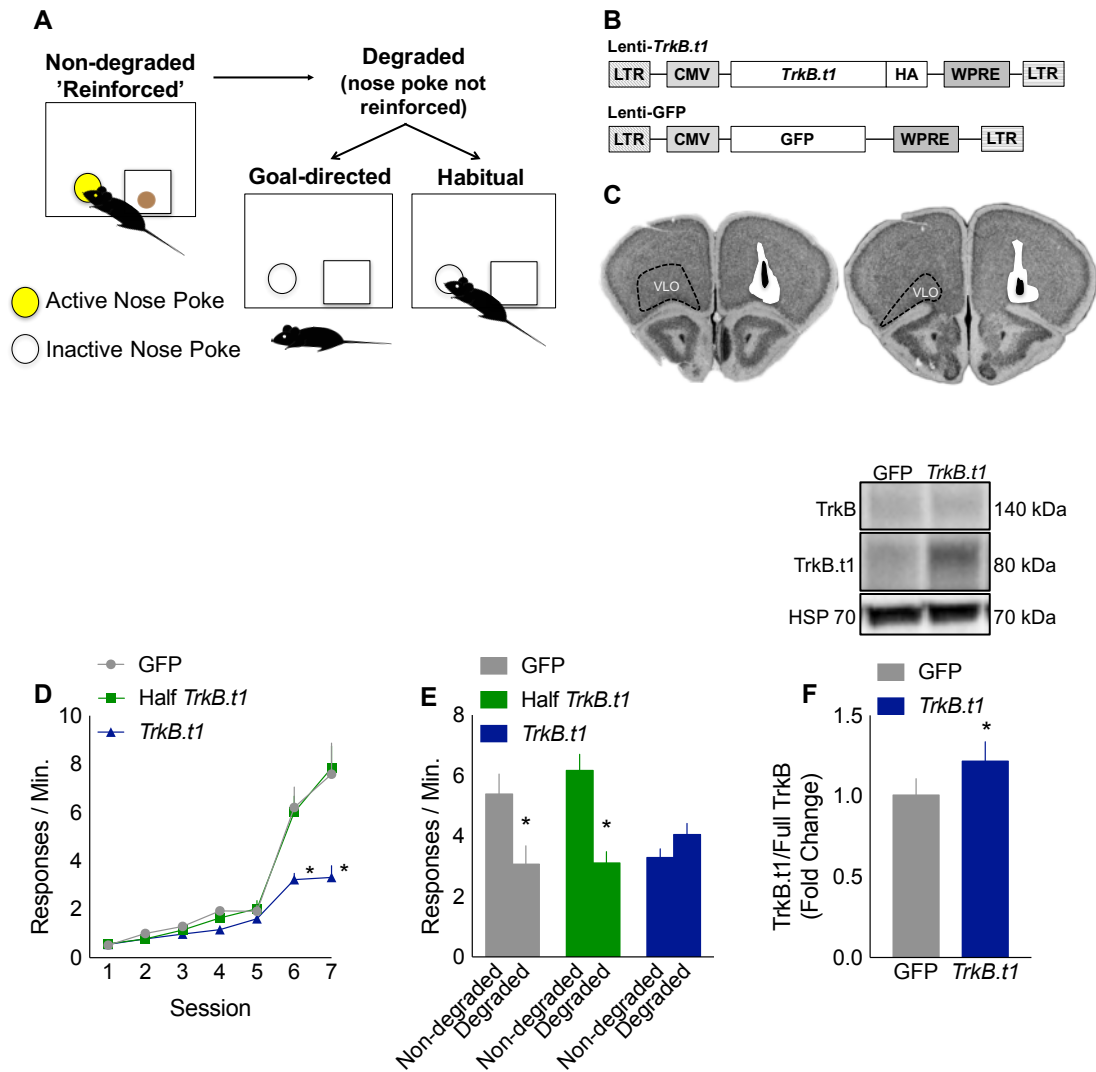 A
Non-degraded
'Reinforced'
Degraded
(nose poke not
reinforced)
Goal-directed
Habitual
Active Nose Poke
Inactive Nose Poke
B
Lenti-TrkB.t1
LTR CMV TrkB.t1 HA WPRE LTR
Lenti-GFP
LTR CMV GFP WPRE LTR
C
VLO
VLO
GFP TrkB.t1
TrkB 140 kDa
TrkB.t1 80 kDa
HSP 70 70 kDa
D
GFP
Half TrkB.t1
TrkB.t1
Responses / Min.
10
8
6
4
2
0
* *
1 2 3 4 5 6 7
Session
E
GFP
Half TrkB.t1
TrkB.t1
Responses / Min.
8
6
4
2
0
* *
Non-degraded
Degraded
Non-degraded
Degraded
Non-degraded
Degraded
F
GFP
TrkB.t1
TrkB.t1/Full TrkB
(Fold Change)
1.5
1.0
0.5
0.0
*
GFP TrkB.t1